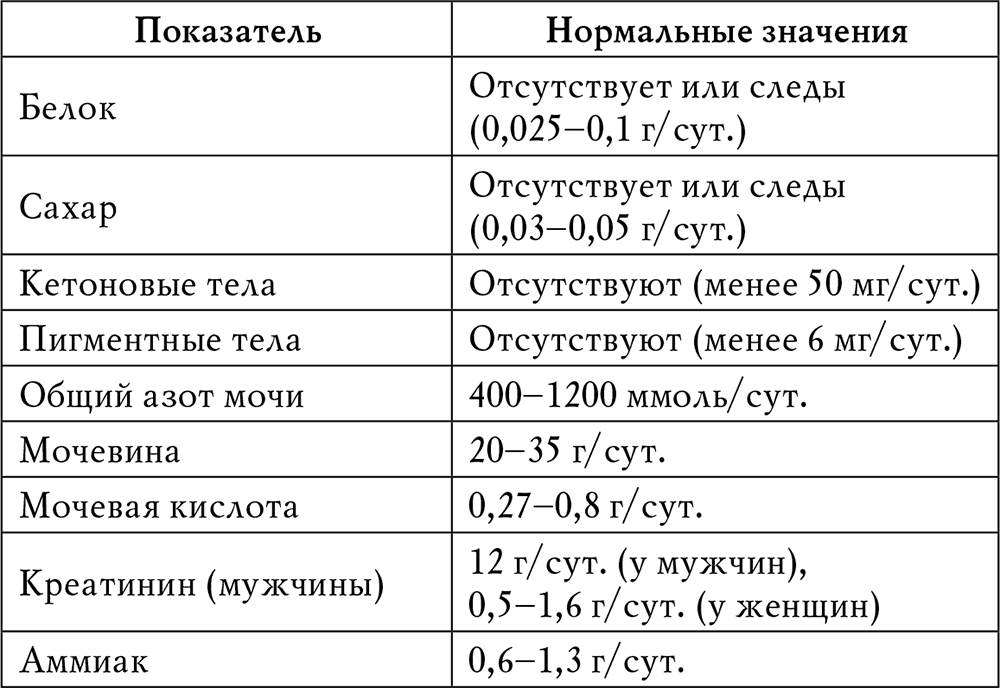 Показатель
Нормальные значения
Белок
Отсутствует или следы
(0,025–0,1 г/сут.)
Сахар
Отсутствует или следы
(0,03–0,05 г/сут.)
Кетоновые тела
Отсутствуют (менее 50 мг/сут.)
Пигментные тела
Отсутствуют (менее 6 мг/сут.)
Общий азот мочи
400–1200 ммоль/сут.
Мочевина
20–35 г/сут.
Мочевая кислота
0,27–0,8 г/сут.
Креатинин (мужчины)
12 г/сут. (у мужчин),
0,5–1,6 г/сут. (у женщин)
Аммиак
0,6–1,3 г/сут.